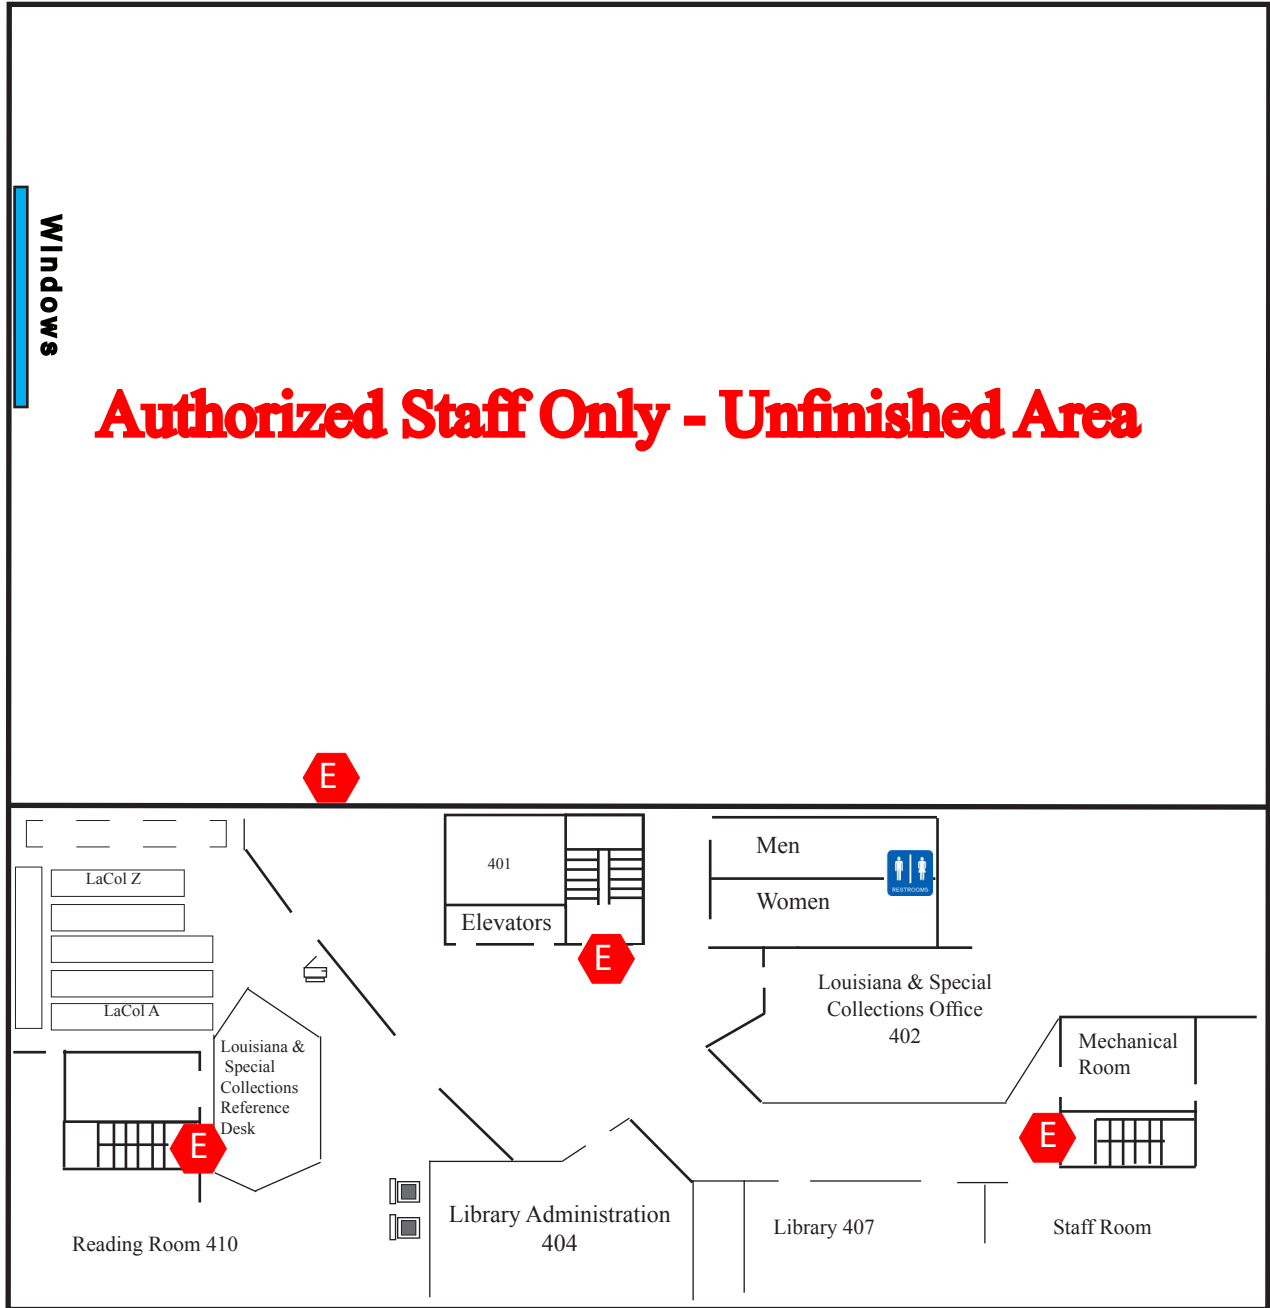 WIndows
Authorized Staff Only - Unfinished Area
E
401
Elevators
E
Men
Women
RESTROOMS
LaCol Z
LaCol A
Louisiana &
Special
Collections
Reference
Desk
E
Louisiana & Special
Collections Office
402
Mechanical
Room
E
Reading Room 410
Library Administration
404
Library 407
Staff Room